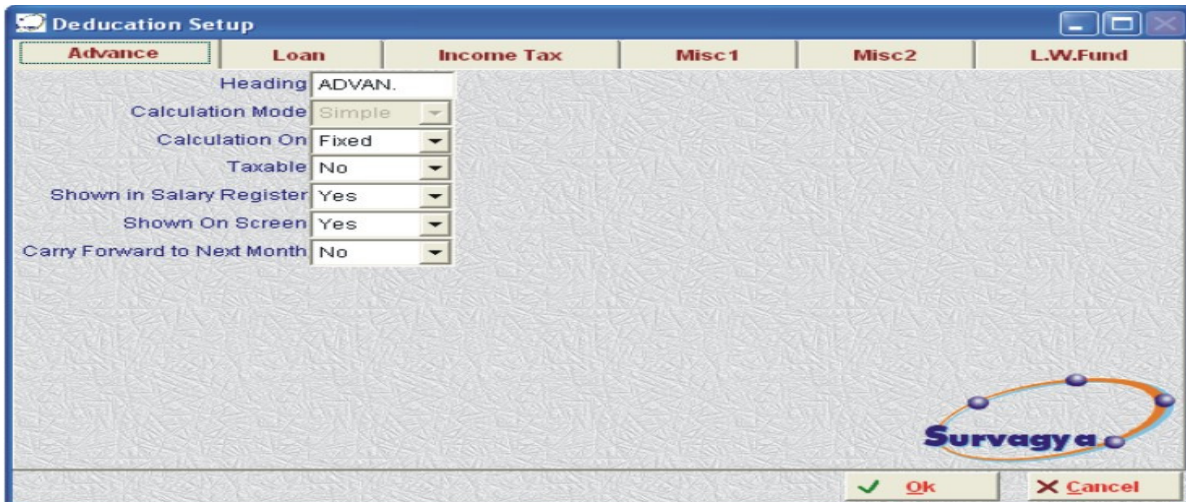 Deducation Setup
Advance Loan Income Tax Misc1 Misc2 L.W.Fund
Heading ADVAN.
Calculation Mode Simple
Calculation On Fixed
Taxable No
Shown in Salary Register Yes
Shown On Screen Yes
Carry Forward to Next Month No
Survagya
Ok Cancel